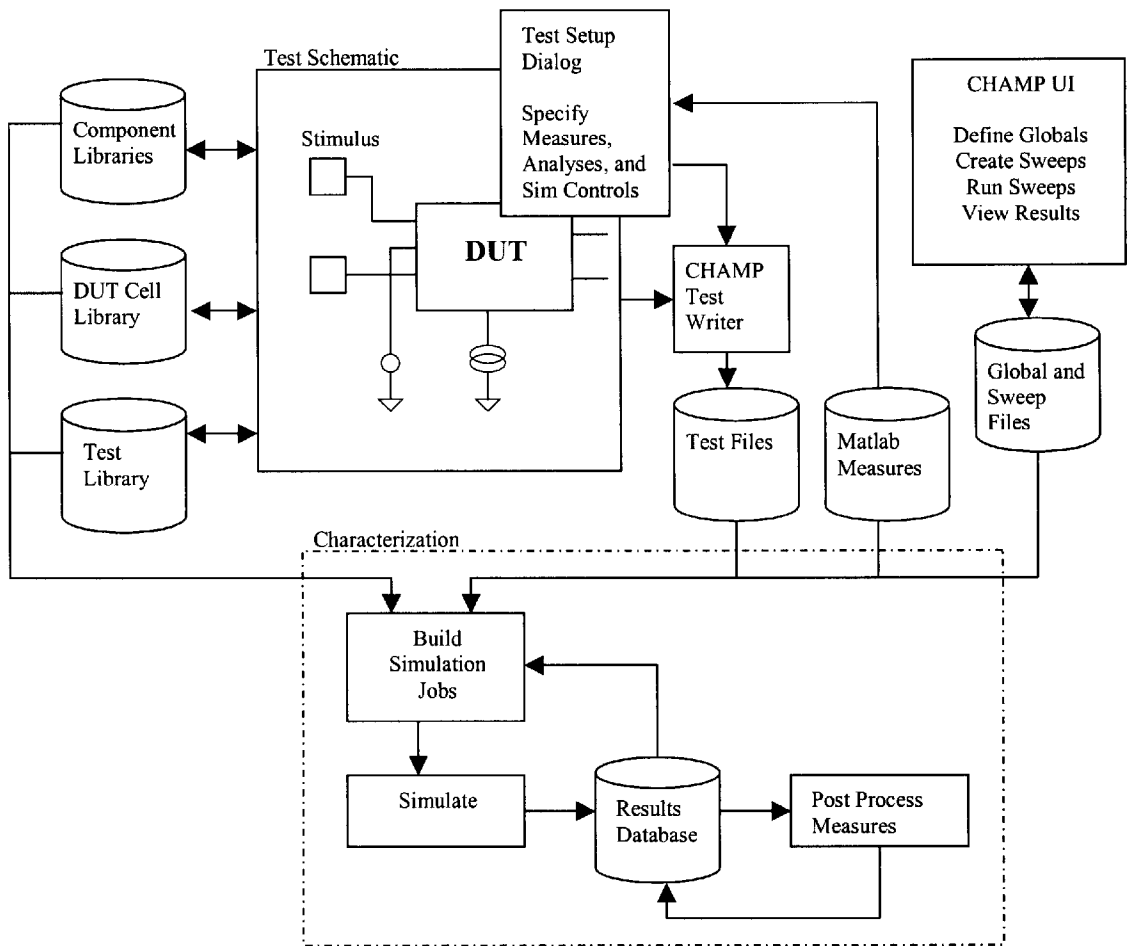 Test Schematic
Test Setup
Dialog
Specify
Measures,
Analyses, and
Sim Controls
CHAMP UI
Define Globals
Create Sweeps
Run Sweeps
View Results
Component
Libraries
Stimulus
DUT
DUT Cell
Library
CHAMP
Test
Writer
Global and
Sweep
Files
Test
Library
Test Files
Matlab
Measures
Characterization
Build
Simulation
Jobs
Simulate
Results
Database
Post Process
Measures